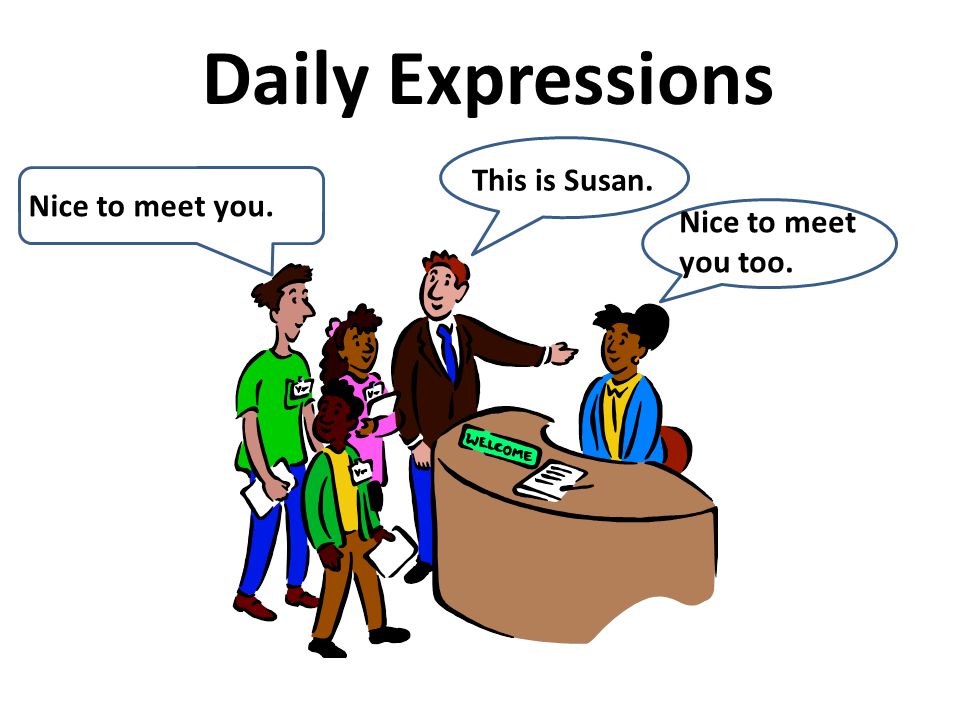 Daily Expressions
Nice to meet you.
This is Susan.
Nice to meet
you too.
WELCOME